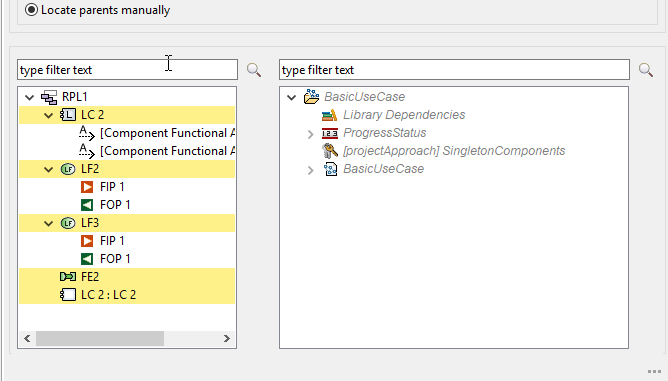 Locate parents manually
type filter text
type filter text
RPL1
LC 2
[Component Functional A
[Component Functional A
LF2
FIP 1
FOP 1
LF3
FIP 1
FOP 1
FE2
LC 2 : LC 2
BasicUseCase
Library Dependencies
ProgressStatus
[projectApproach] SingletonComponents
BasicUseCase